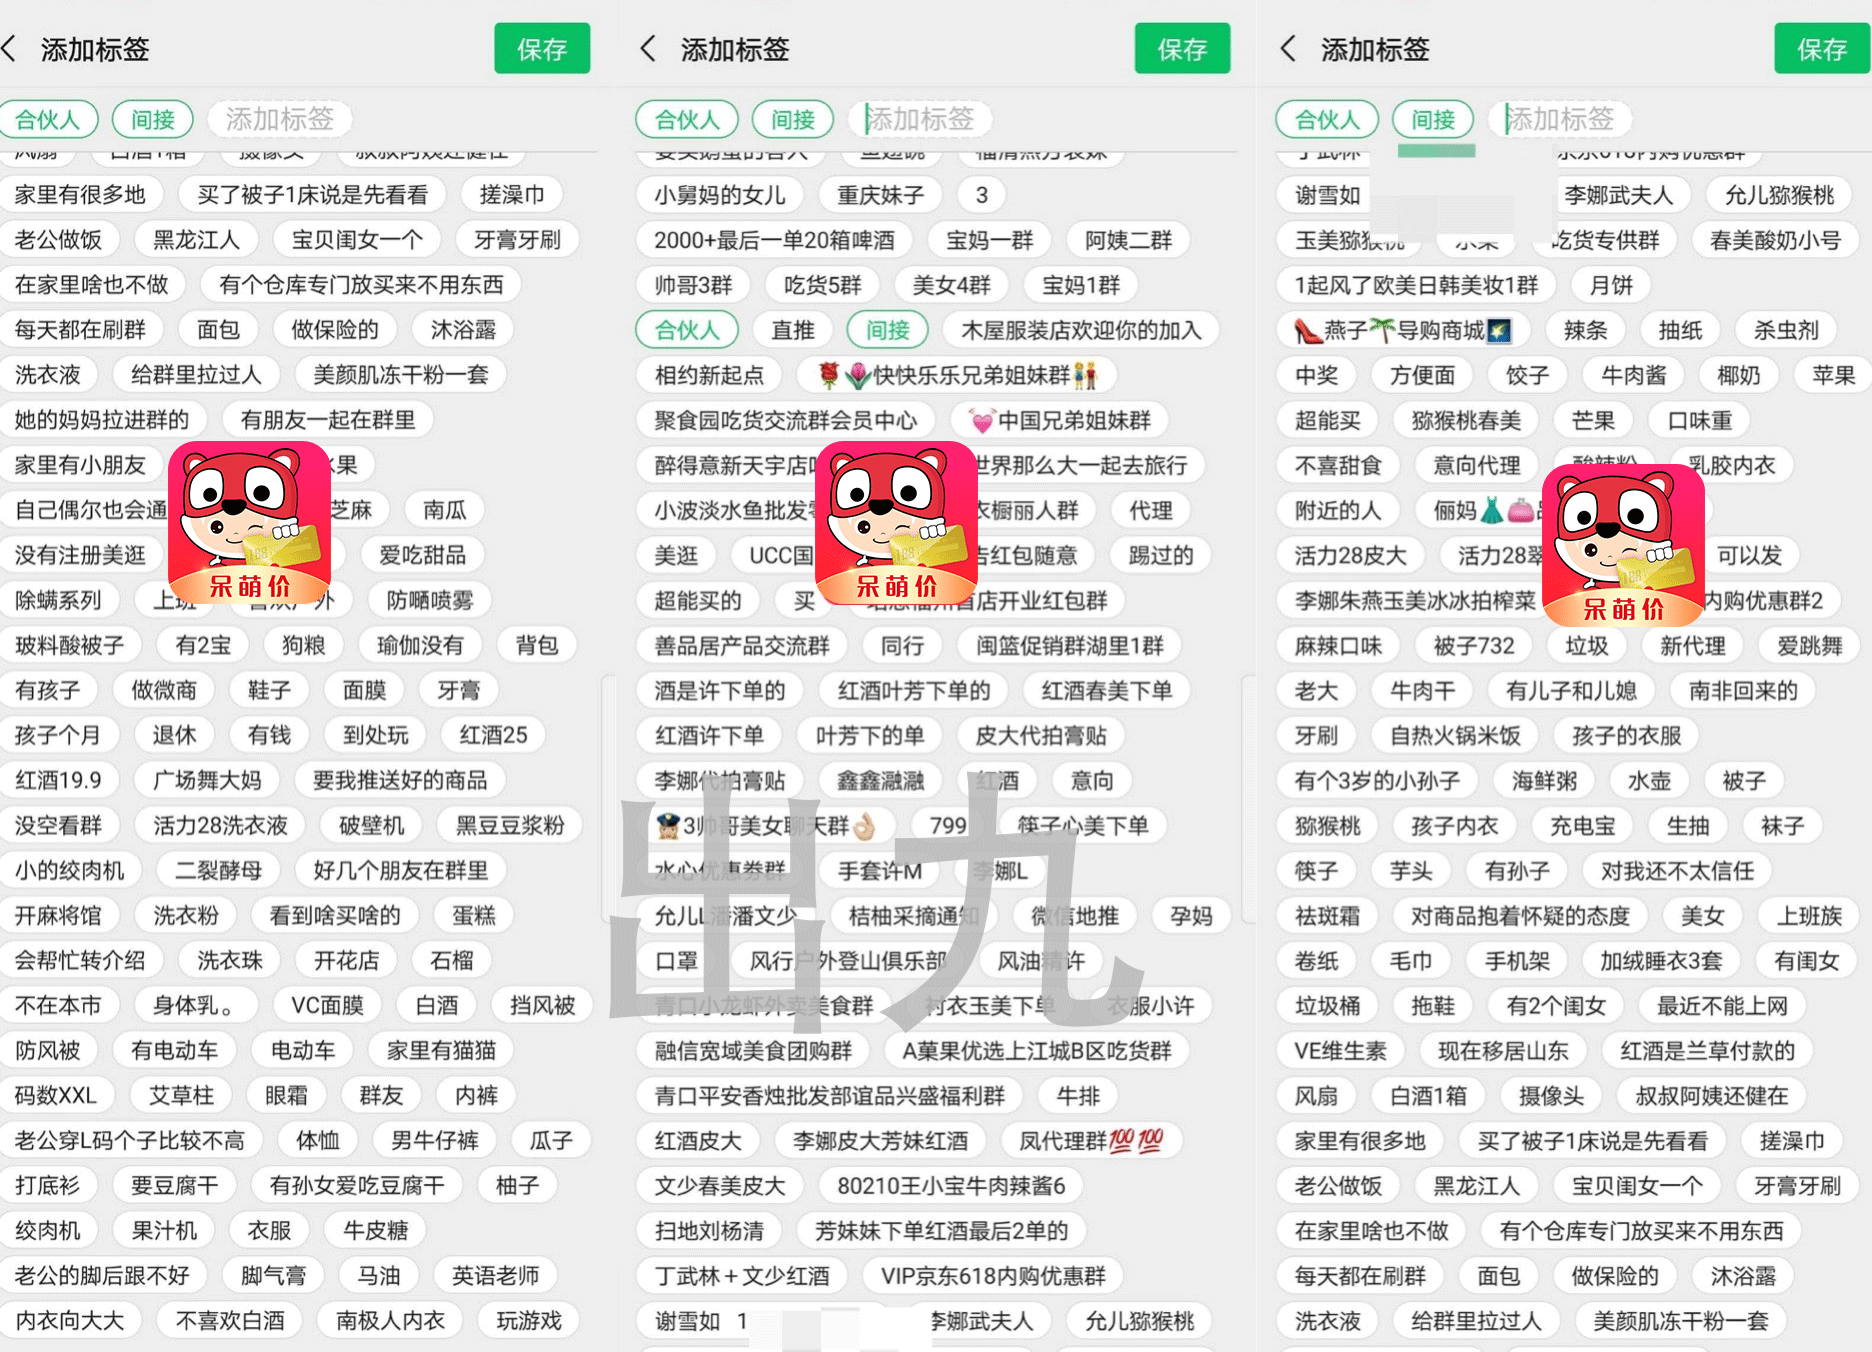 添加标签
保存
合伙人 间接 添加标签
风扇 白酒1箱 摄像头 叔叔阿姨还健在
家里有很多地 买了被子1床说是先看看 搓澡巾
老公做饭 黑龙江人 宝贝闺女一个 牙膏牙刷
在家里啥也不做 有个仓库专门放买来不用东西
每天都在刷群 面包 做保险的 沐浴露
洗衣液 给群里拉过人 美颜肌冻干粉一套
她的妈妈拉进群的 有朋友一起在群里
家里有小朋友 水果
自己偶尔也会通 芝麻 南瓜
没有注册美逛 爱吃甜品
除螨系列 上班 外 防嗮喷雾
玻料酸被子 有2宝 狗粮 瑜伽没有 背包
有孩子 做微商 鞋子 面膜 牙膏
孩子个月 退休 有钱 到处玩 红酒25
红酒19.9 广场舞大妈 要我推送好的商品
没空看群 活力28洗衣液 破壁机 黑豆豆浆粉
小的绞肉机 二裂酵母 好几个朋友在群里
开麻将馆 洗衣粉 看到啥买啥的 蛋糕
会帮忙转介绍 洗衣珠 开花店 石榴
不在本市 身体乳。 VC面膜 白酒 挡风被
防风被 有电动车 电动车 家里有猫猫
码数XXL 艾草柱 眼霜 群友 内裤
老公穿L码个子比较不高 体恤 男牛仔裤 瓜子
打底衫 要豆腐干 有孙女爱吃豆腐干 柚子
绞肉机 果汁机 衣服 牛皮糖
老公的脚后跟不好 脚气膏 马油 英语老师
内衣向大大 不喜欢白酒 南极人内衣 玩游戏
呆萌价
添加标签
保存
合伙人 间接 添加标签
小舅妈的女儿 重庆妹子 3
2000+最后一单20箱啤酒 宝妈一群 阿姨二群
帅哥3群 吃货5群 美女4群 宝妈1群
合伙人 直推 间接 木屋服装店欢迎你的加入
相约新起点 🌹🌷快快乐乐兄弟姐妹群👫
聚食园吃货交流群会员中心 💓中国兄弟姐妹群
醉得意新天宇店 世界那么大一起去旅行
小波淡水鱼批发 衣橱丽人群 代理
美逛 UCC国 告红包随意 踢过的
超能买的 买 店开业红包群
善品居产品交流群 同行 闽篮促销群湖里1群
酒是许下单的 红酒叶芳下单的 红酒春美下单
红酒许下单 叶芳下的单 皮大代拍膏贴
李娜代拍膏贴 鑫鑫融融 红酒 意向
👮3帅哥美女聊天群👌 799 筷子心美下单
水心优惠券群 手套许M 李娜L
允儿L潘潘文少 桔柚采摘通知 微信地推 孕妈
口罩 风行户外登山俱乐部 风油精许
青口小龙虾外卖美食群 衬衣玉美下单 衣服小许
融信宽域美食团购群 A菓果优选上江城B区吃货群
青口平安香烛批发部谊品兴盛福利群 牛排
红酒皮大 李娜皮大芳妹红酒 凤代理群💯💯
文少春美皮大 80210王小宝牛肉辣酱6
扫地刘杨清 芳妹妹下单红酒最后2单的
丁武林＋文少红酒 VIP京东618内购优惠群
谢雪如 1 李娜武夫人 允儿猕猴桃
呆萌价
出九
添加标签
保存
合伙人 间接 添加标签
丁武林 京东618内购优惠群
谢雪如 李娜武夫人 允儿猕猴桃
玉美猕猴桃 水果 吃货专供群 春美酸奶小号
1起风了欧美日韩美妆1群 月饼
👠燕子🌴导购商城🌠 辣条 抽纸 杀虫剂
中奖 方便面 饺子 牛肉酱 椰奶 苹果
超能买 猕猴桃春美 芒果 口味重
不喜甜食 意向代理 酸辣粉 乳胶内衣
附近的人 俪妈👗👛
活力28皮大 活力28翠 可以发
李娜朱燕玉美冰冰拍榨菜 内购优惠群2
麻辣口味 被子732 垃圾 新代理 爱跳舞
老大 牛肉干 有儿子和儿媳 南非回来的
牙刷 自热火锅米饭 孩子的衣服
有个3岁的小孙子 海鲜粥 水壶 被子
猕猴桃 孩子内衣 充电宝 生抽 袜子
筷子 芋头 有孙子 对我还不太信任
祛斑霜 对商品抱着怀疑的态度 美女 上班族
卷纸 毛巾 手机架 加绒睡衣3套 有闺女
垃圾桶 拖鞋 有2个闺女 最近不能上网
VE维生素 现在移居山东 红酒是兰草付款的
风扇 白酒1箱 摄像头 叔叔阿姨还健在
家里有很多地 买了被子1床说是先看看 搓澡巾
老公做饭 黑龙江人 宝贝闺女一个 牙膏牙刷
在家里啥也不做 有个仓库专门放买来不用东西
每天都在刷群 面包 做保险的 沐浴露
洗衣液 给群里拉过人 美颜肌冻干粉一套
呆萌价